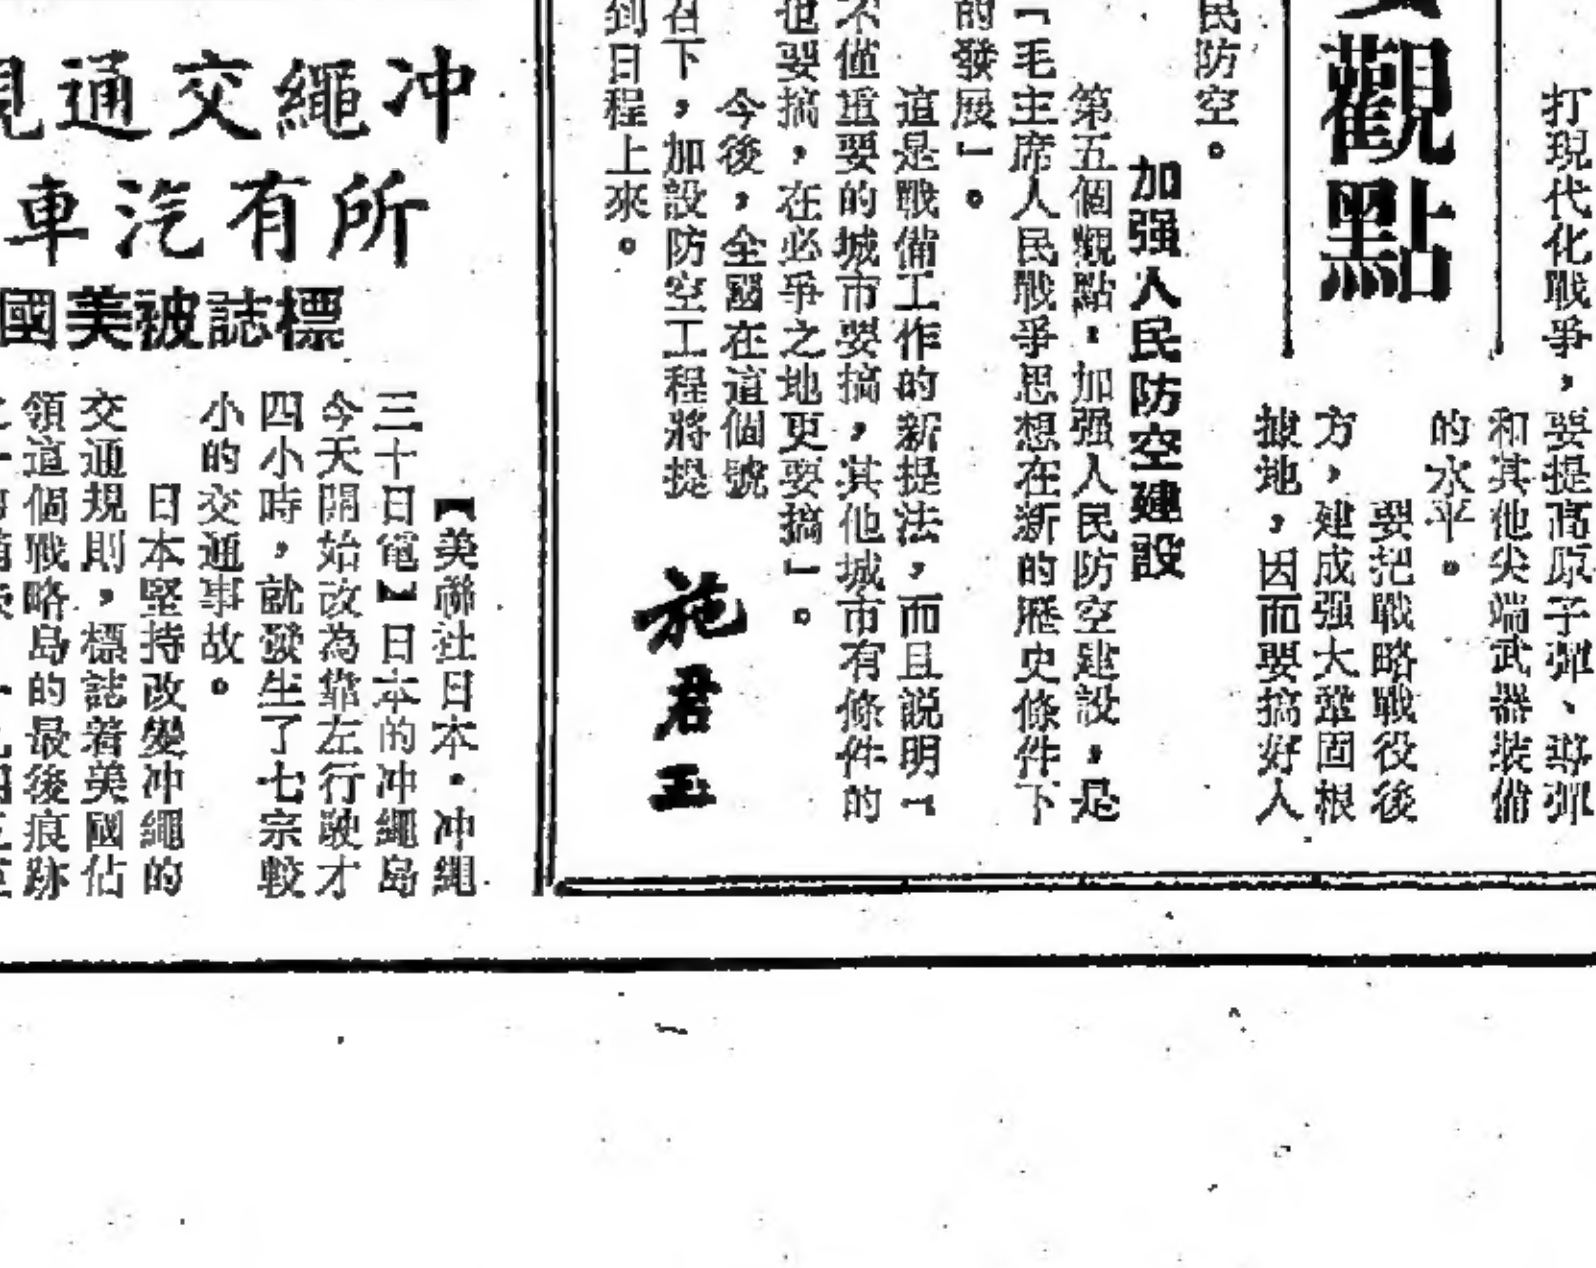 打現代化戰爭，要提高原子彈、導彈
和其他尖端武器裝備
的水平。
觀點
要把戰略戰役後
方，建成强大鞏固根
據地，因而要搞好人
民防空。
加强人民防空建設
第五個觀點，加强人民防空建設，是
「毛主席人民戰爭思想在新的歷史條件下
的發展」。
這是戰備工作的新提法，而且説明「
不僅重要的城市要搞，其他城市有條件的
也要搞，在必爭之地更要搞」。
今後，全國在這個號
召下，加設防空工程將提
到日程上來。
施君玉
冲繩交通
所有汽車
標誌被美國
【美聯社日本·冲繩
三十日電】日本的冲繩島
今天開始改為靠左行駛才
四小時，就發生了七宗較
小的交通事故。
日本堅持改變冲繩的
交通規則，標誌着美國佔
領這個戰略島的最後痕跡